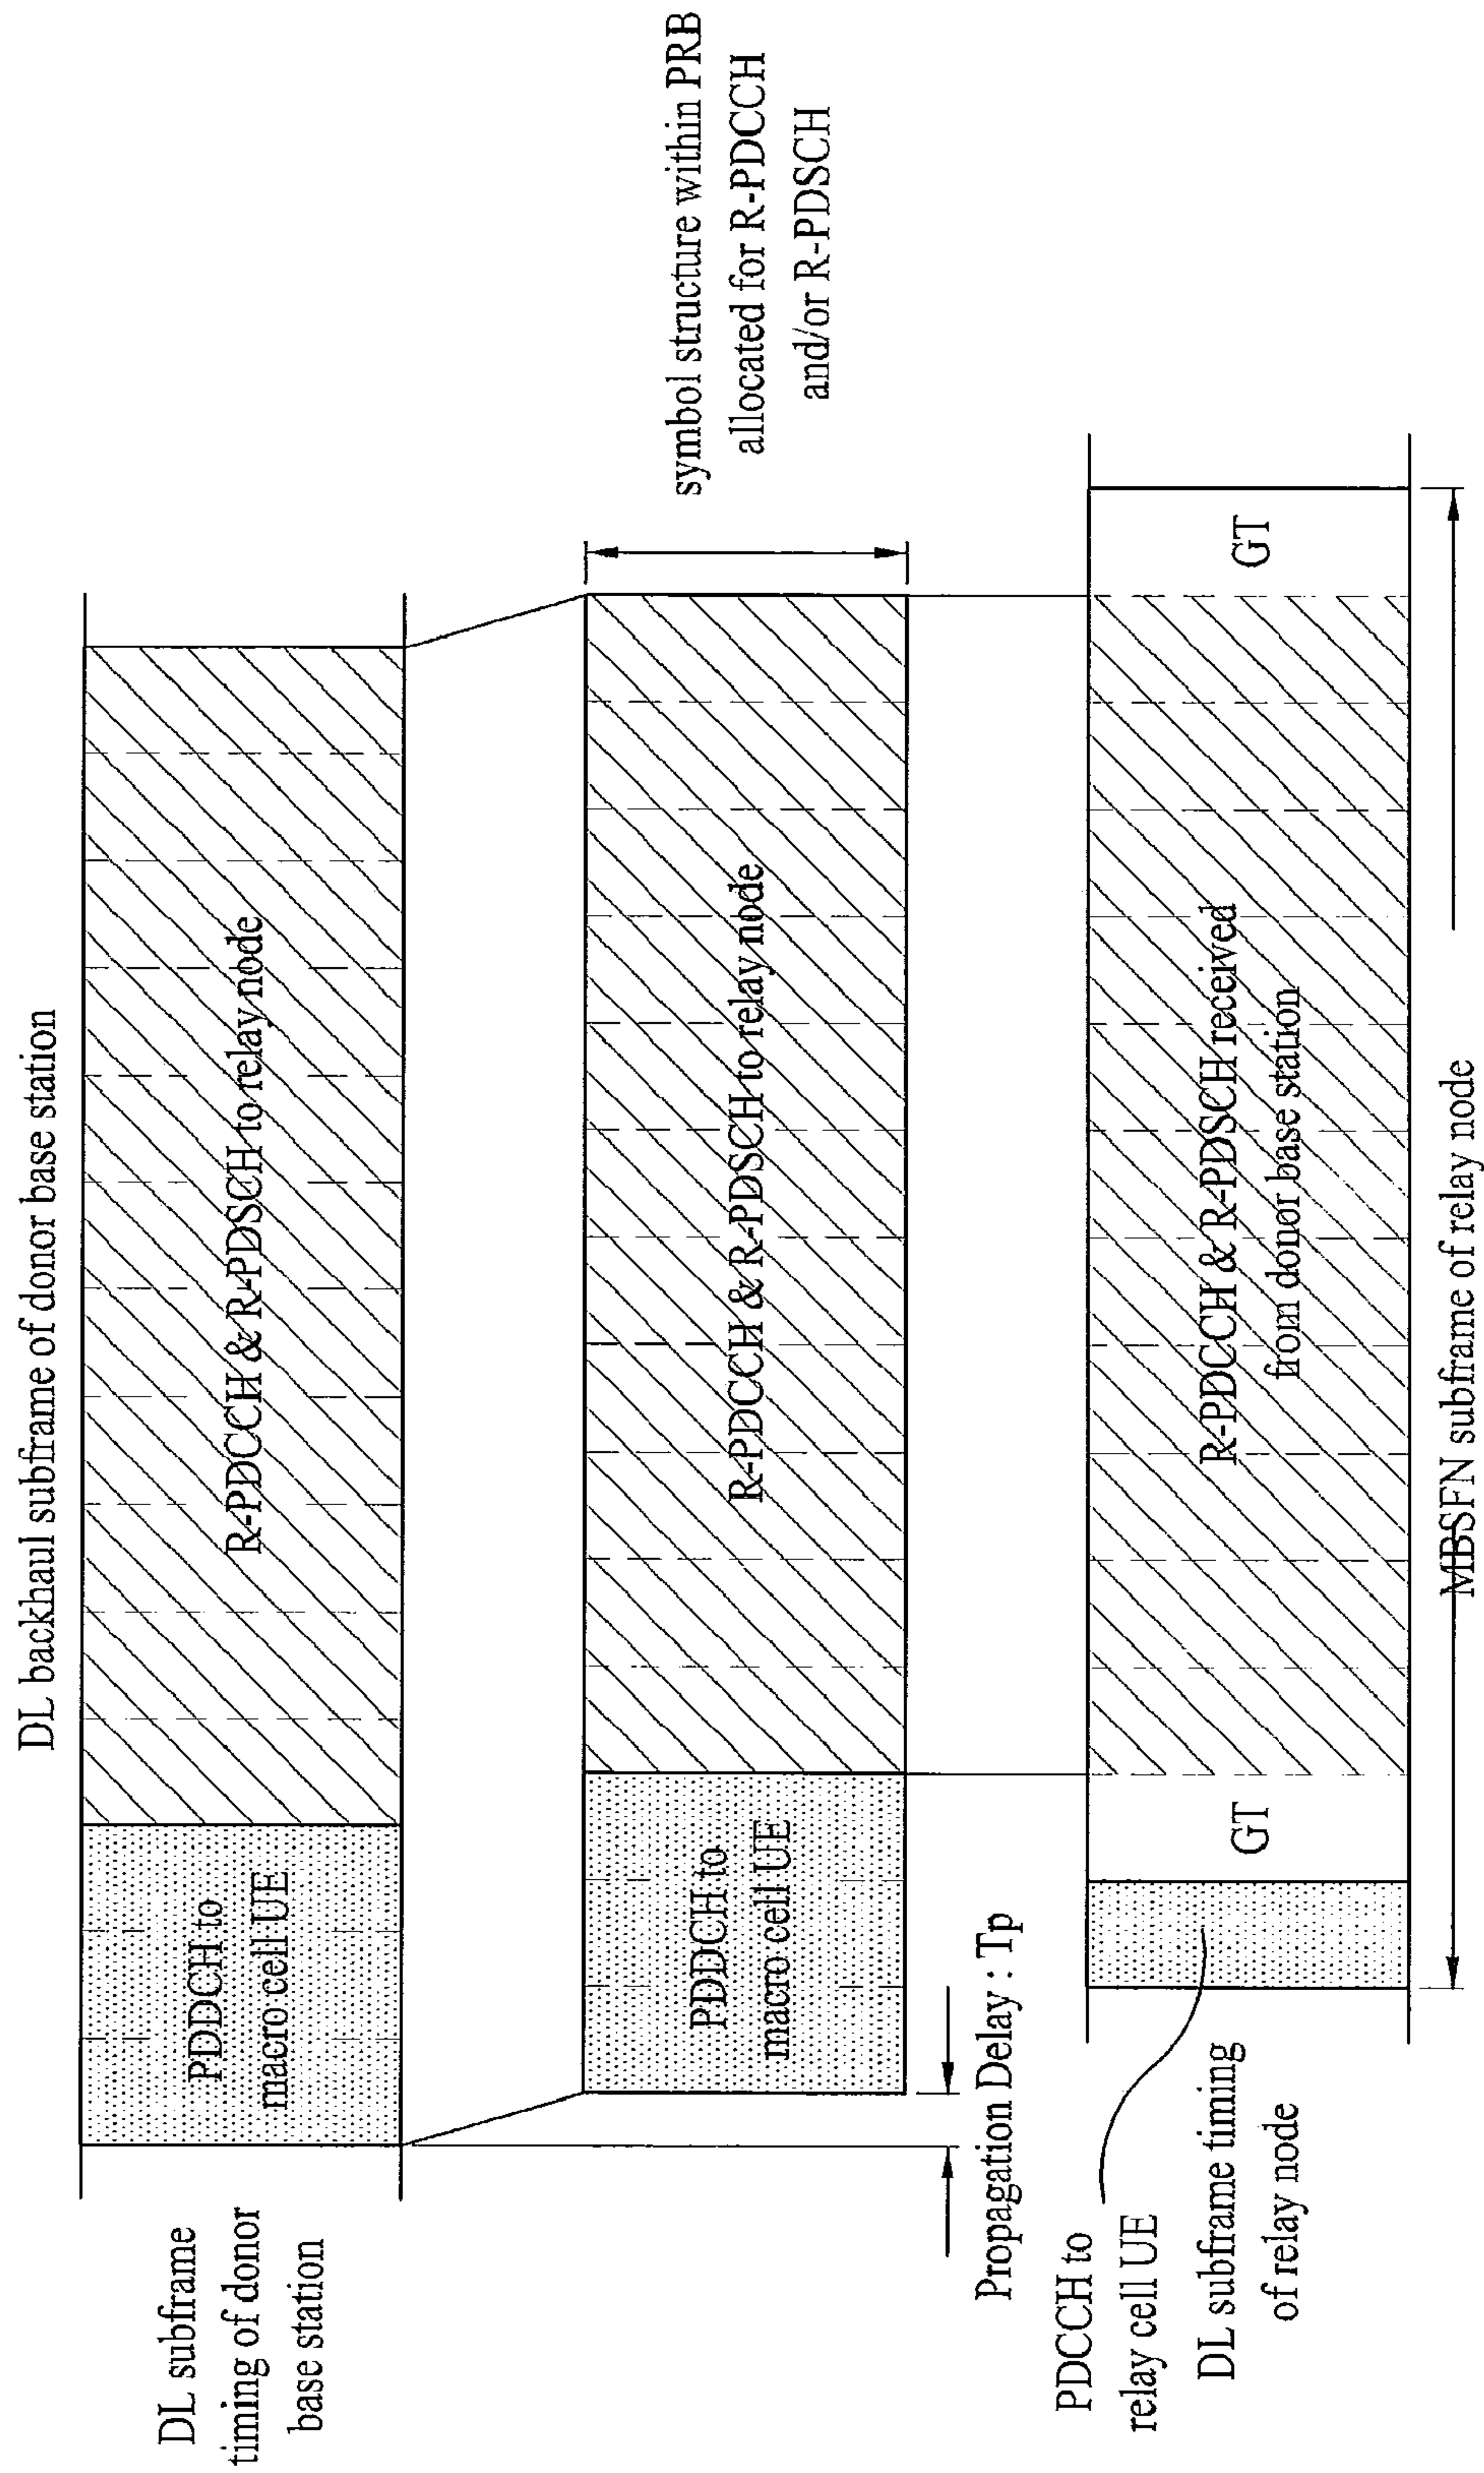 DL backhaul subframe of donor base station
DL subframe
timing of donor
base station
PDDCH to
macro cell UE
R-PDCCH & R-PDSCH to relay node
PDDCH to
macro cell UE
R-PDCCH & R-PDSCH to relay node
symbol structure within PRB
allocated for R-PDCCH
and/or R-PDSCH
Propagation Delay : Tp
PDCCH to
relay cell UE
DL subframe timing
of relay node
GT
R-PDCCH & R-PDSCH received
from donor base station
GT
MBSFN subframe of relay node